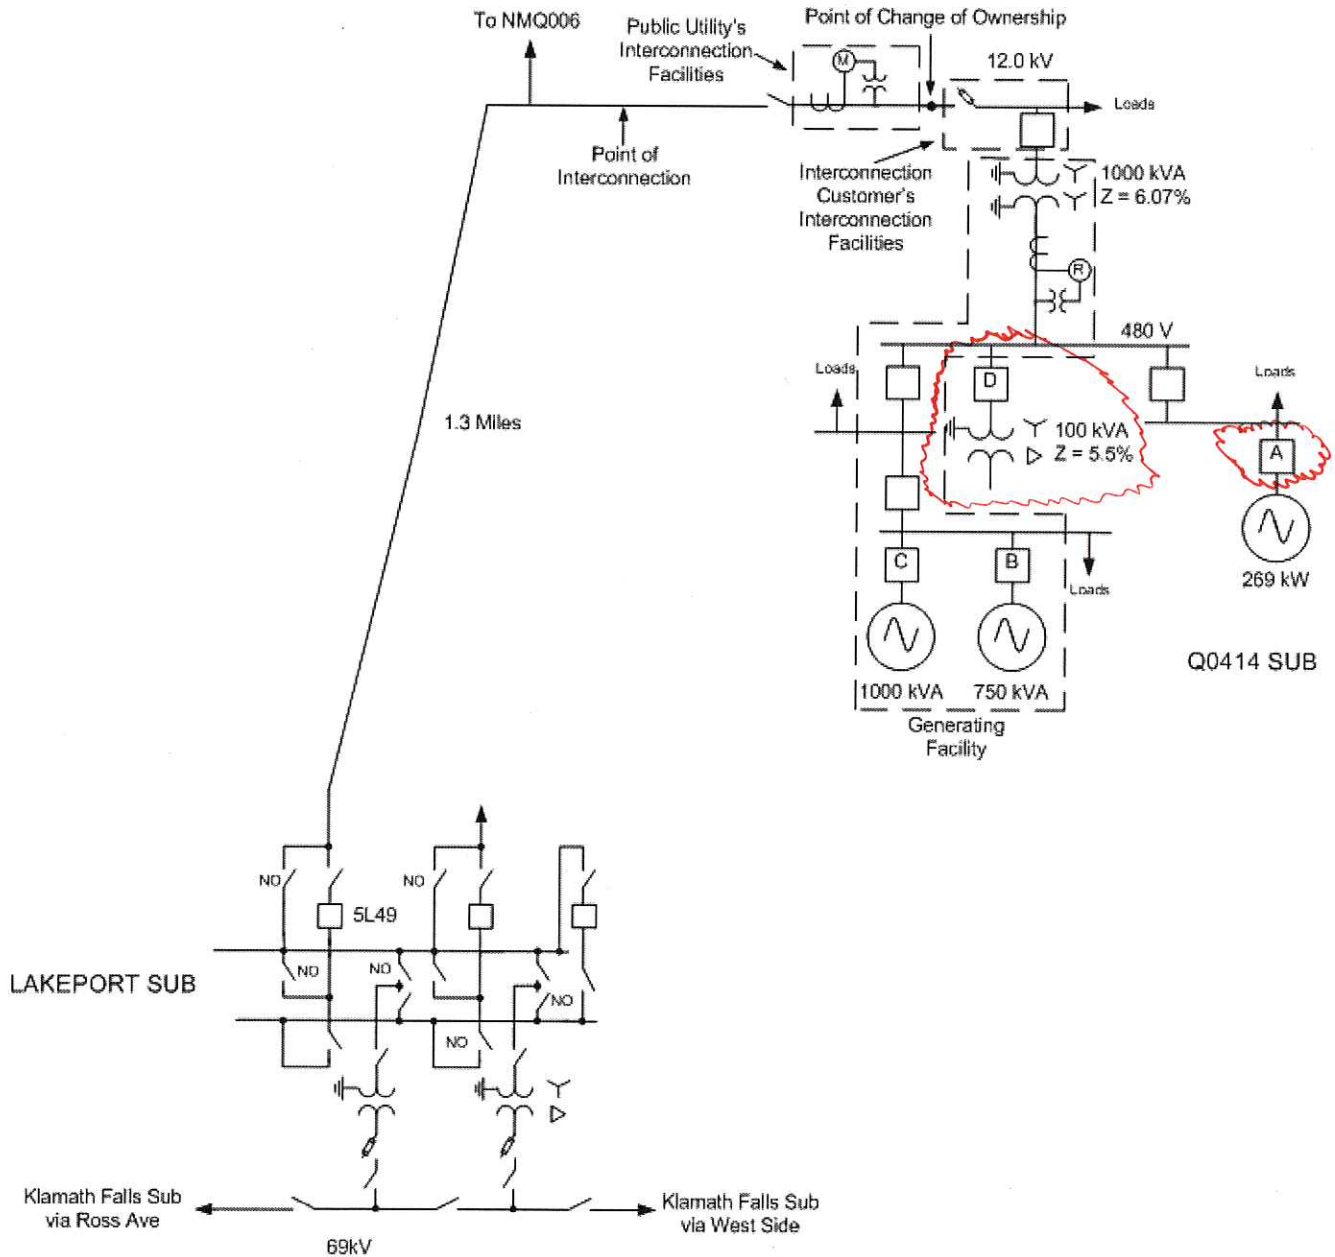 To NMQ006
Public Utility's
Interconnection
Facilities
Point of Change of Ownership
12.0 kV
M
Loads
Point of
Interconnection
Interconnection
Customer's
Interconnection
Facilities
1000 kVA
Z = 6.07%
R
480 V
Loads
D
100 kVA
Z = 5.5%
Loads
A
269 kW
1.3 Miles
C
B
Loads
1000 kVA
750 kVA
Generating
Facility
Q0414 SUB
NO
NO
5L49
LAKEPORT SUB
NO
NO
NO
NO
Klamath Falls Sub
via Ross Ave
Klamath Falls Sub
via West Side
69kV